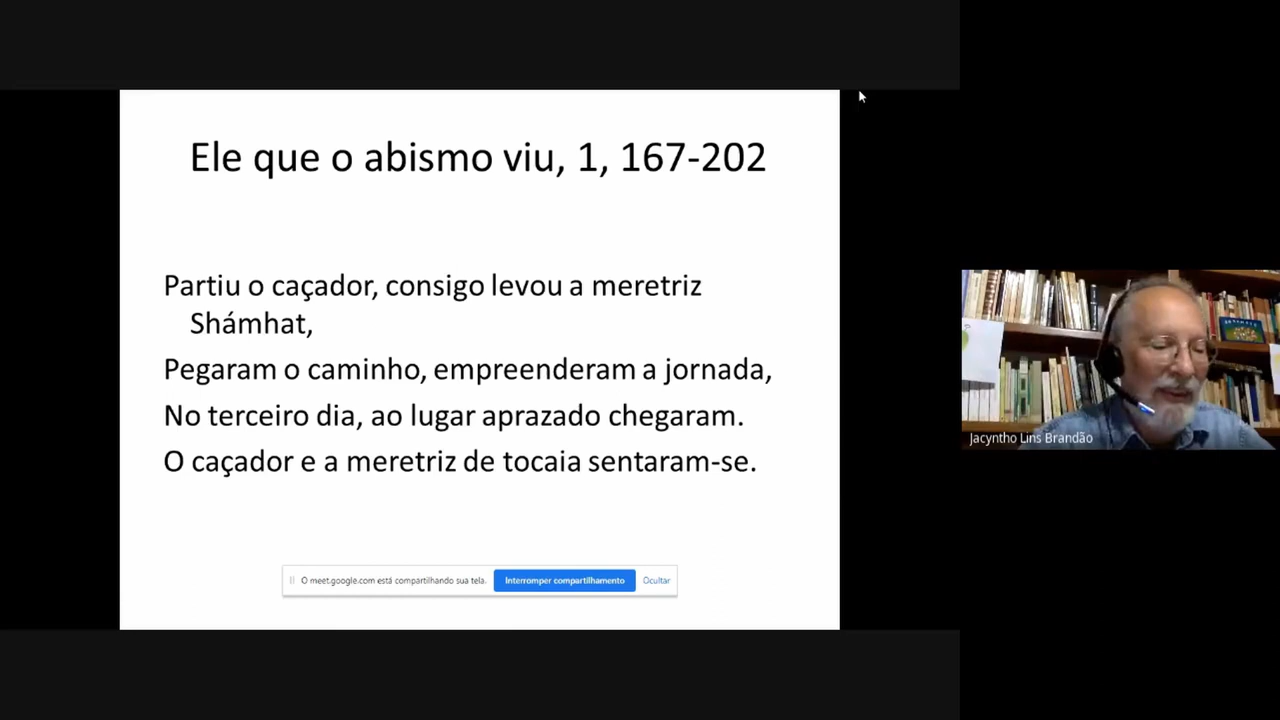 Ele que o abismo viu, 1, 167-202
Partiu o caçador, consigo levou a meretriz
Shámhat,
Pegaram o caminho, empreenderam a jornada,
No terceiro dia, ao lugar aprazado chegaram.
O caçador e a meretriz de tocaia sentaram-se.
O meet.google.com está compartilhando sua tela. Interromper compartilhamento Ocultar
Jacyntho Lins Brandão